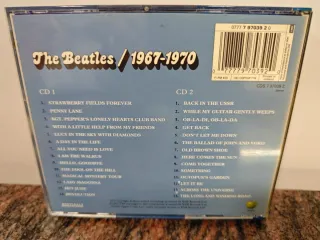 0777 7 97039 2 0
The Beatles / 1967-1970
CD 1
STRAWBERRY FIELDS FOREVER
PENNY LANE
SGT. PEPPER'S LONELY HEARTS CLUB BAND
WITH A LITTLE HELP FROM MY FRIENDS
LUCY IN THE SKY WITH DIAMONDS
A DAY IN THE LIFE
ALL YOU NEED IS LOVE
I AM THE WALRUS
HELLO, GOODBYE
THE FOOL ON THE HILL
MAGICAL MYSTERY TOUR
LADY MADONNA
HEY JUDE
REVOLUTION
CD 2
BACK IN THE USSR
WHILE MY GUITAR GENTLY WEEPS
OB-LA-DI, OB-LA-DA
GET BACK
DON'T LET ME DOWN
THE BALLAD OF JOHN AND YOKO
OLD BROWN SHOE
HERE COMES THE SUN
COME TOGETHER
SOMETHING
OCTOPUS'S GARDEN
LET IT BE
ACROSS THE UNIVERSE
THE LONG AND WINDING ROAD